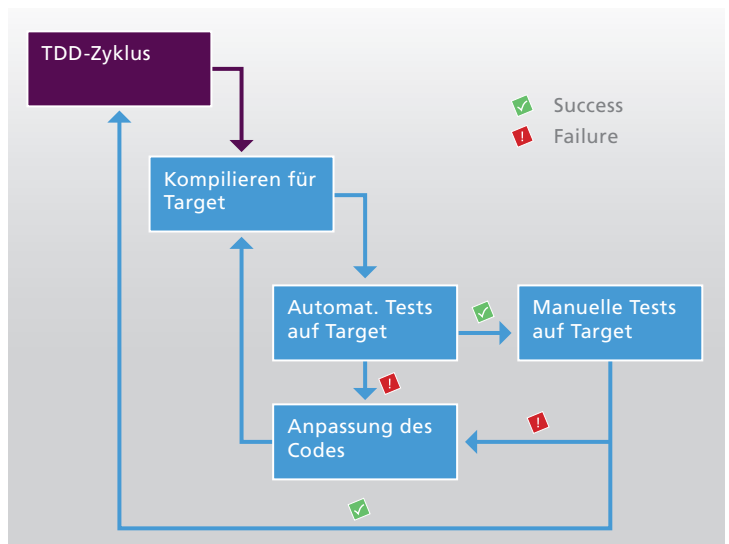 TDD-Zyklus
Success
Failure
Kompilieren für
Target
Automat. Tests
auf Target
Manuelle Tests
auf Target
Anpassung des
Codes